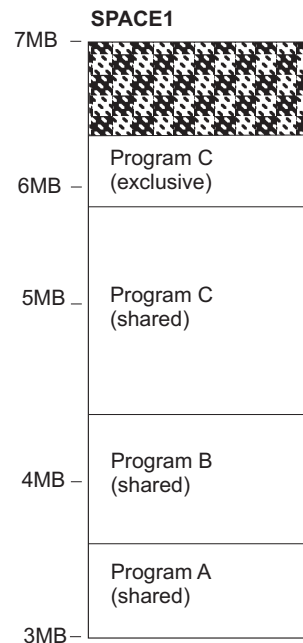 SPACE1
7MB
Program C
(exclusive)
6MB
Program C
(shared)
5MB
Program B
(shared)
4MB
Program A
(shared)
3MB